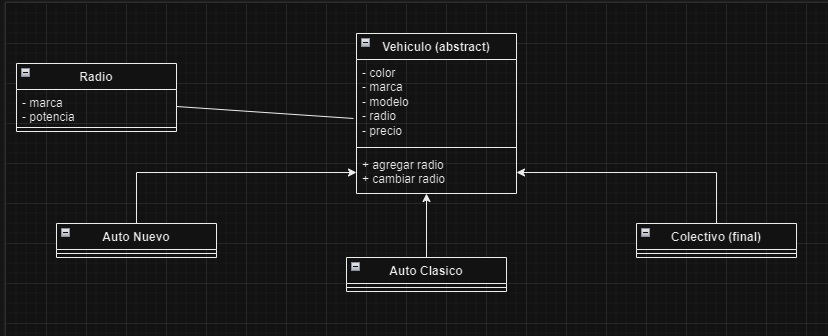 Vehiculo (abstract)
- color
- marca
- modelo
- radio
- precio
+ agregar radio
+ cambiar radio
Radio
- marca
- potencia
Auto Nuevo
Auto Clasico
Colectivo (final)